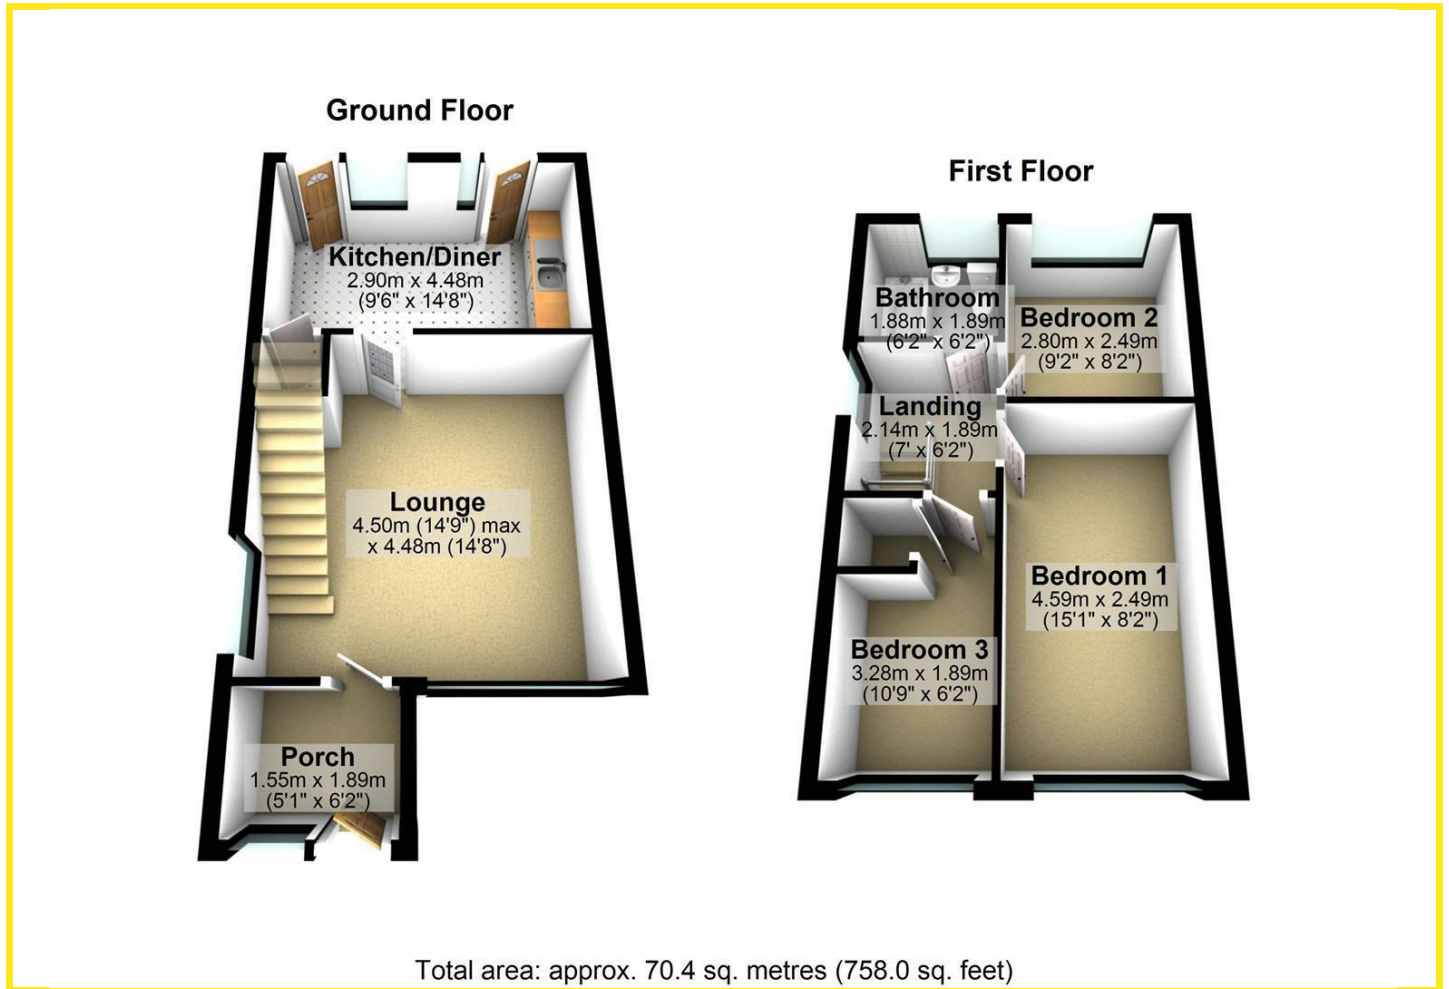 Ground Floor
Kitchen/Diner
2.90m x 4.48m
(9'6" x 14'8")
Lounge
4.50m (14'9") max
x 4.48m (14'8")
Porch
1.55m x 1.89m
(5'1" x 6'2")
First Floor
Bathroom
1.88m x 1.89m
(6'2" x 6'2")
Bedroom 2
2.80m x 2.49m
(9'2" x 8'2")
Landing
2.14m x 1.89m
(7' x 6'2")
Bedroom 1
4.59m x 2.49m
(15'1" x 8'2")
Bedroom 3
3.28m x 1.89m
(10'9" x 6'2")
Total area: approx. 70.4 sq. metres (758.0 sq. feet)